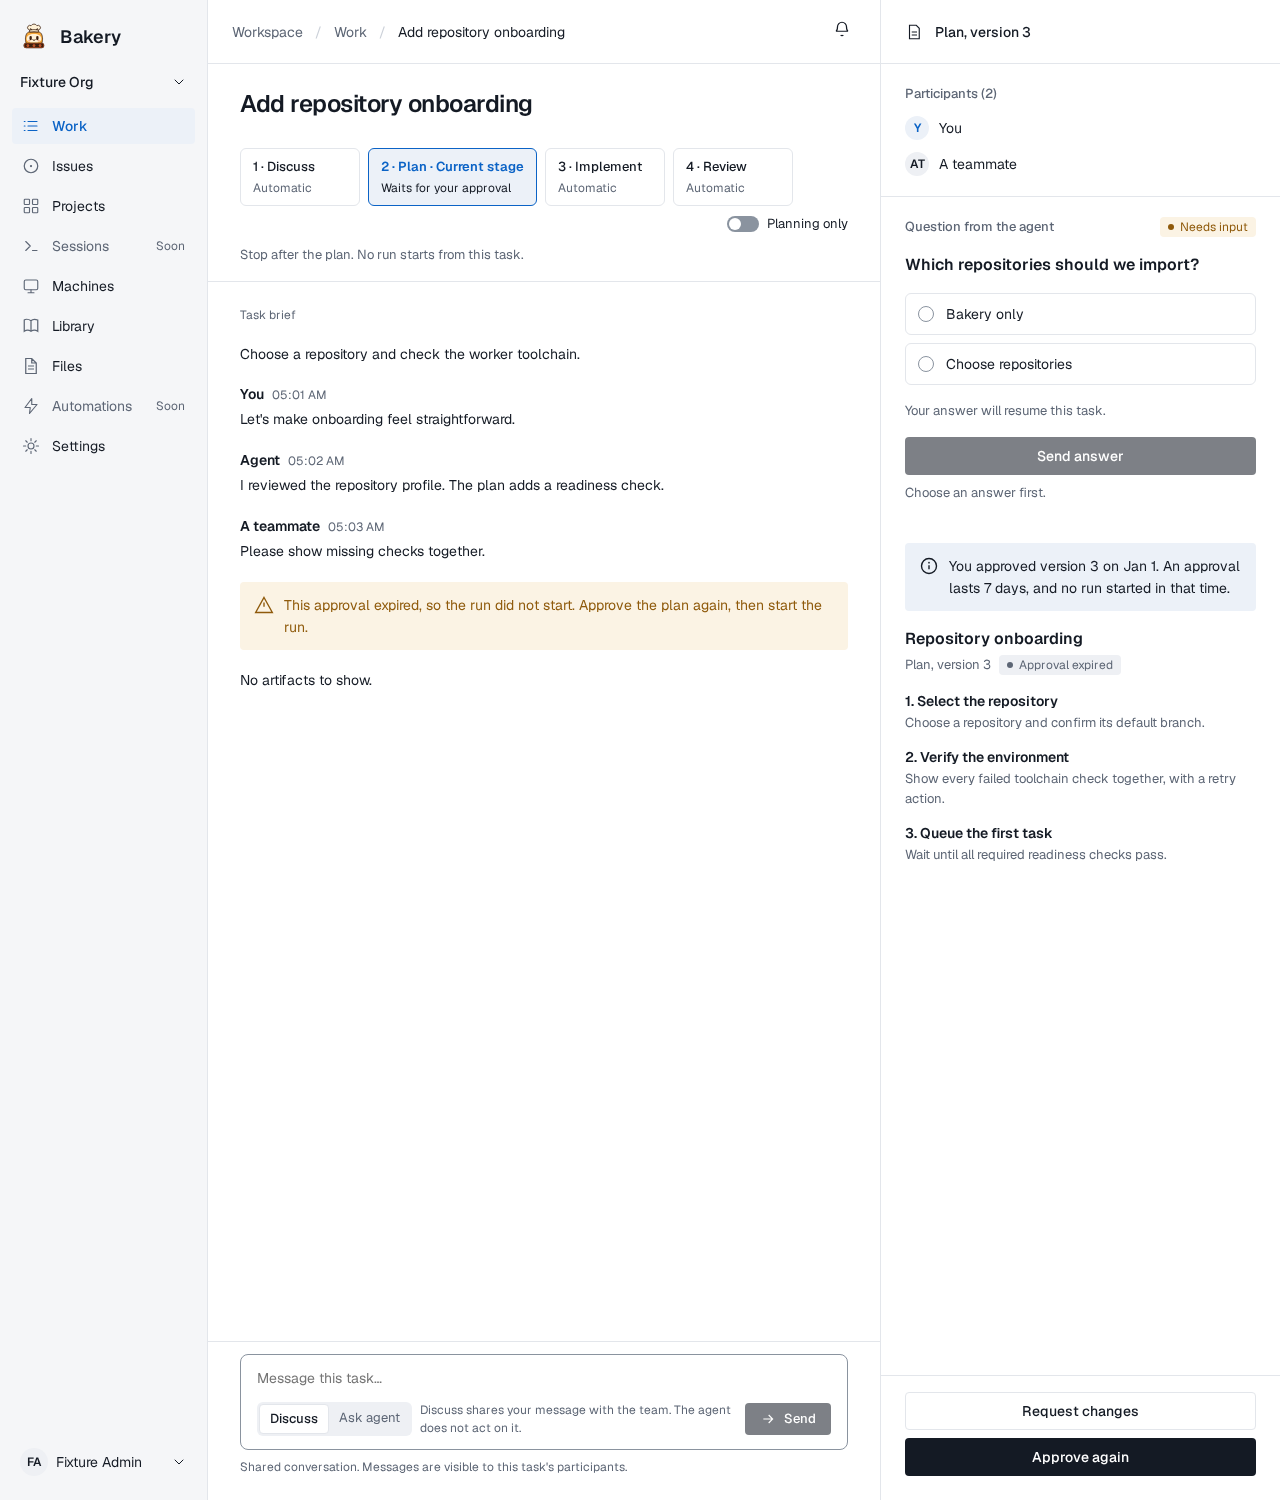 Bakery
Fixture Org
Work
Issues
Projects
Sessions Soon
Machines
Library
Files
Automations Soon
Settings
FA Fixture Admin
Workspace / Work / Add repository onboarding
Add repository onboarding
1 · Discuss
Automatic
2 · Plan · Current stage
Waits for your approval
3 · Implement
Automatic
4 · Review
Automatic
Planning only
Stop after the plan. No run starts from this task.
Task brief
Choose a repository and check the worker toolchain.
You 05:01 AM
Let's make onboarding feel straightforward.
Agent 05:02 AM
I reviewed the repository profile. The plan adds a readiness check.
A teammate 05:03 AM
Please show missing checks together.
This approval expired, so the run did not start. Approve the plan again, then start the
run.
No artifacts to show.
Message this task...
Discuss Ask agent
Discuss shares your message with the team. The agent
does not act on it.
Send
Shared conversation. Messages are visible to this task's participants.
Plan, version 3
Participants (2)
Y You
AT A teammate
Question from the agent Needs input
Which repositories should we import?
Bakery only
Choose repositories
Your answer will resume this task.
Send answer
Choose an answer first.
You approved version 3 on Jan 1. An approval
lasts 7 days, and no run started in that time.
Repository onboarding
Plan, version 3 Approval expired
1. Select the repository
Choose a repository and confirm its default branch.
2. Verify the environment
Show every failed toolchain check together, with a retry
action.
3. Queue the first task
Wait until all required readiness checks pass.
Request changes
Approve again